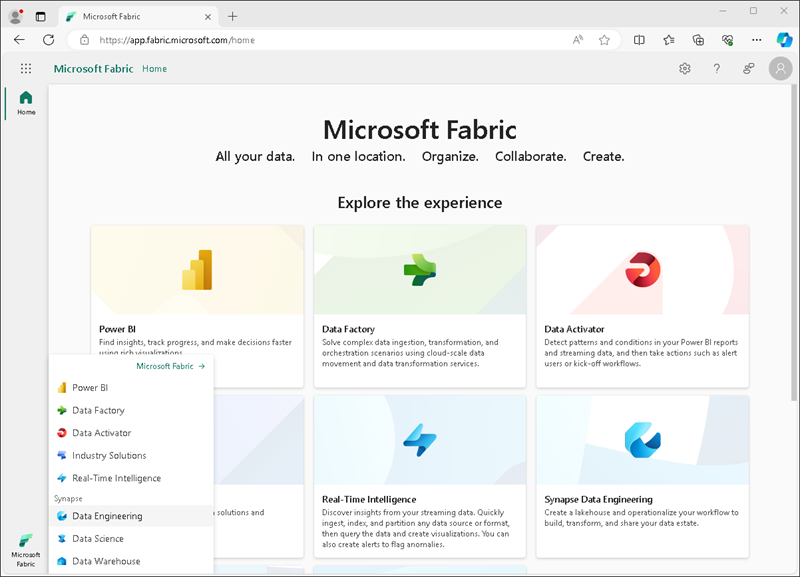 Microsoft Fabric
https://app.fabric.microsoft.com/home
Microsoft Fabric Home
Home
Microsoft Fabric
All your data. In one location. Organize. Collaborate. Create.
Explore the experience
Power BI
Find insights, track progress, and make decisions faster
using rich visualizations.
Data Factory
Solve complex data ingestion, transformation, and
orchestration scenarios using cloud-scale data
movement and data transformation services.
Data Activator
Detect patterns and conditions in your Power BI reports
and streaming data, and then take actions such as alert
users or kick-off workflows.
Microsoft Fabric →
Power BI
Data Factory
Data Activator
Industry Solutions
Real-Time Intelligence
Synapse
Data Engineering
Data Science
Data Warehouse
solutions and
Real-Time Intelligence
Discover insights from your streaming data. Quickly
ingest, index, and partition any data source or format,
then query the data and create visualizations. You can
also create alerts to flag anomalies.
Synapse Data Engineering
Create a lakehouse and operationalize your workflow to
build, transform, and share your data estate.
Microsoft
Fabric